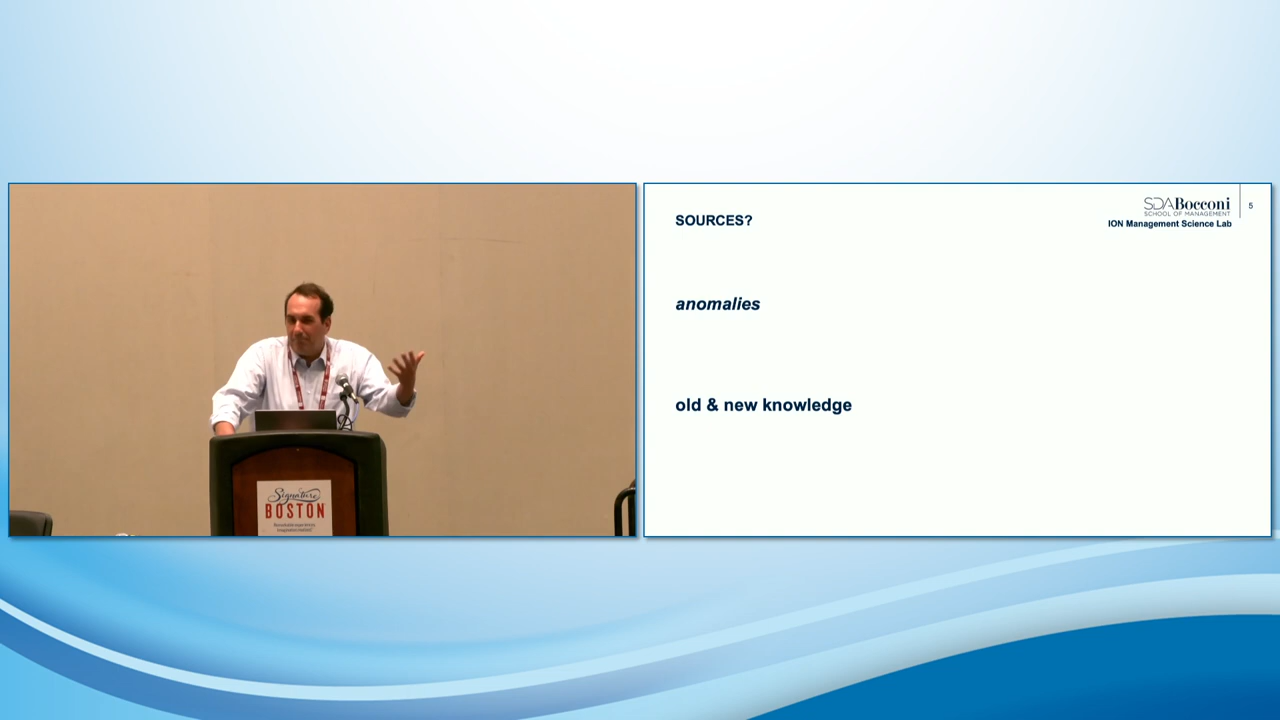 Signature
BOSTON
SOURCES?
SDABocconi
SCHOOL OF MANAGEMENT
ION Management Science Lab
5
anomalies
old & new knowledge